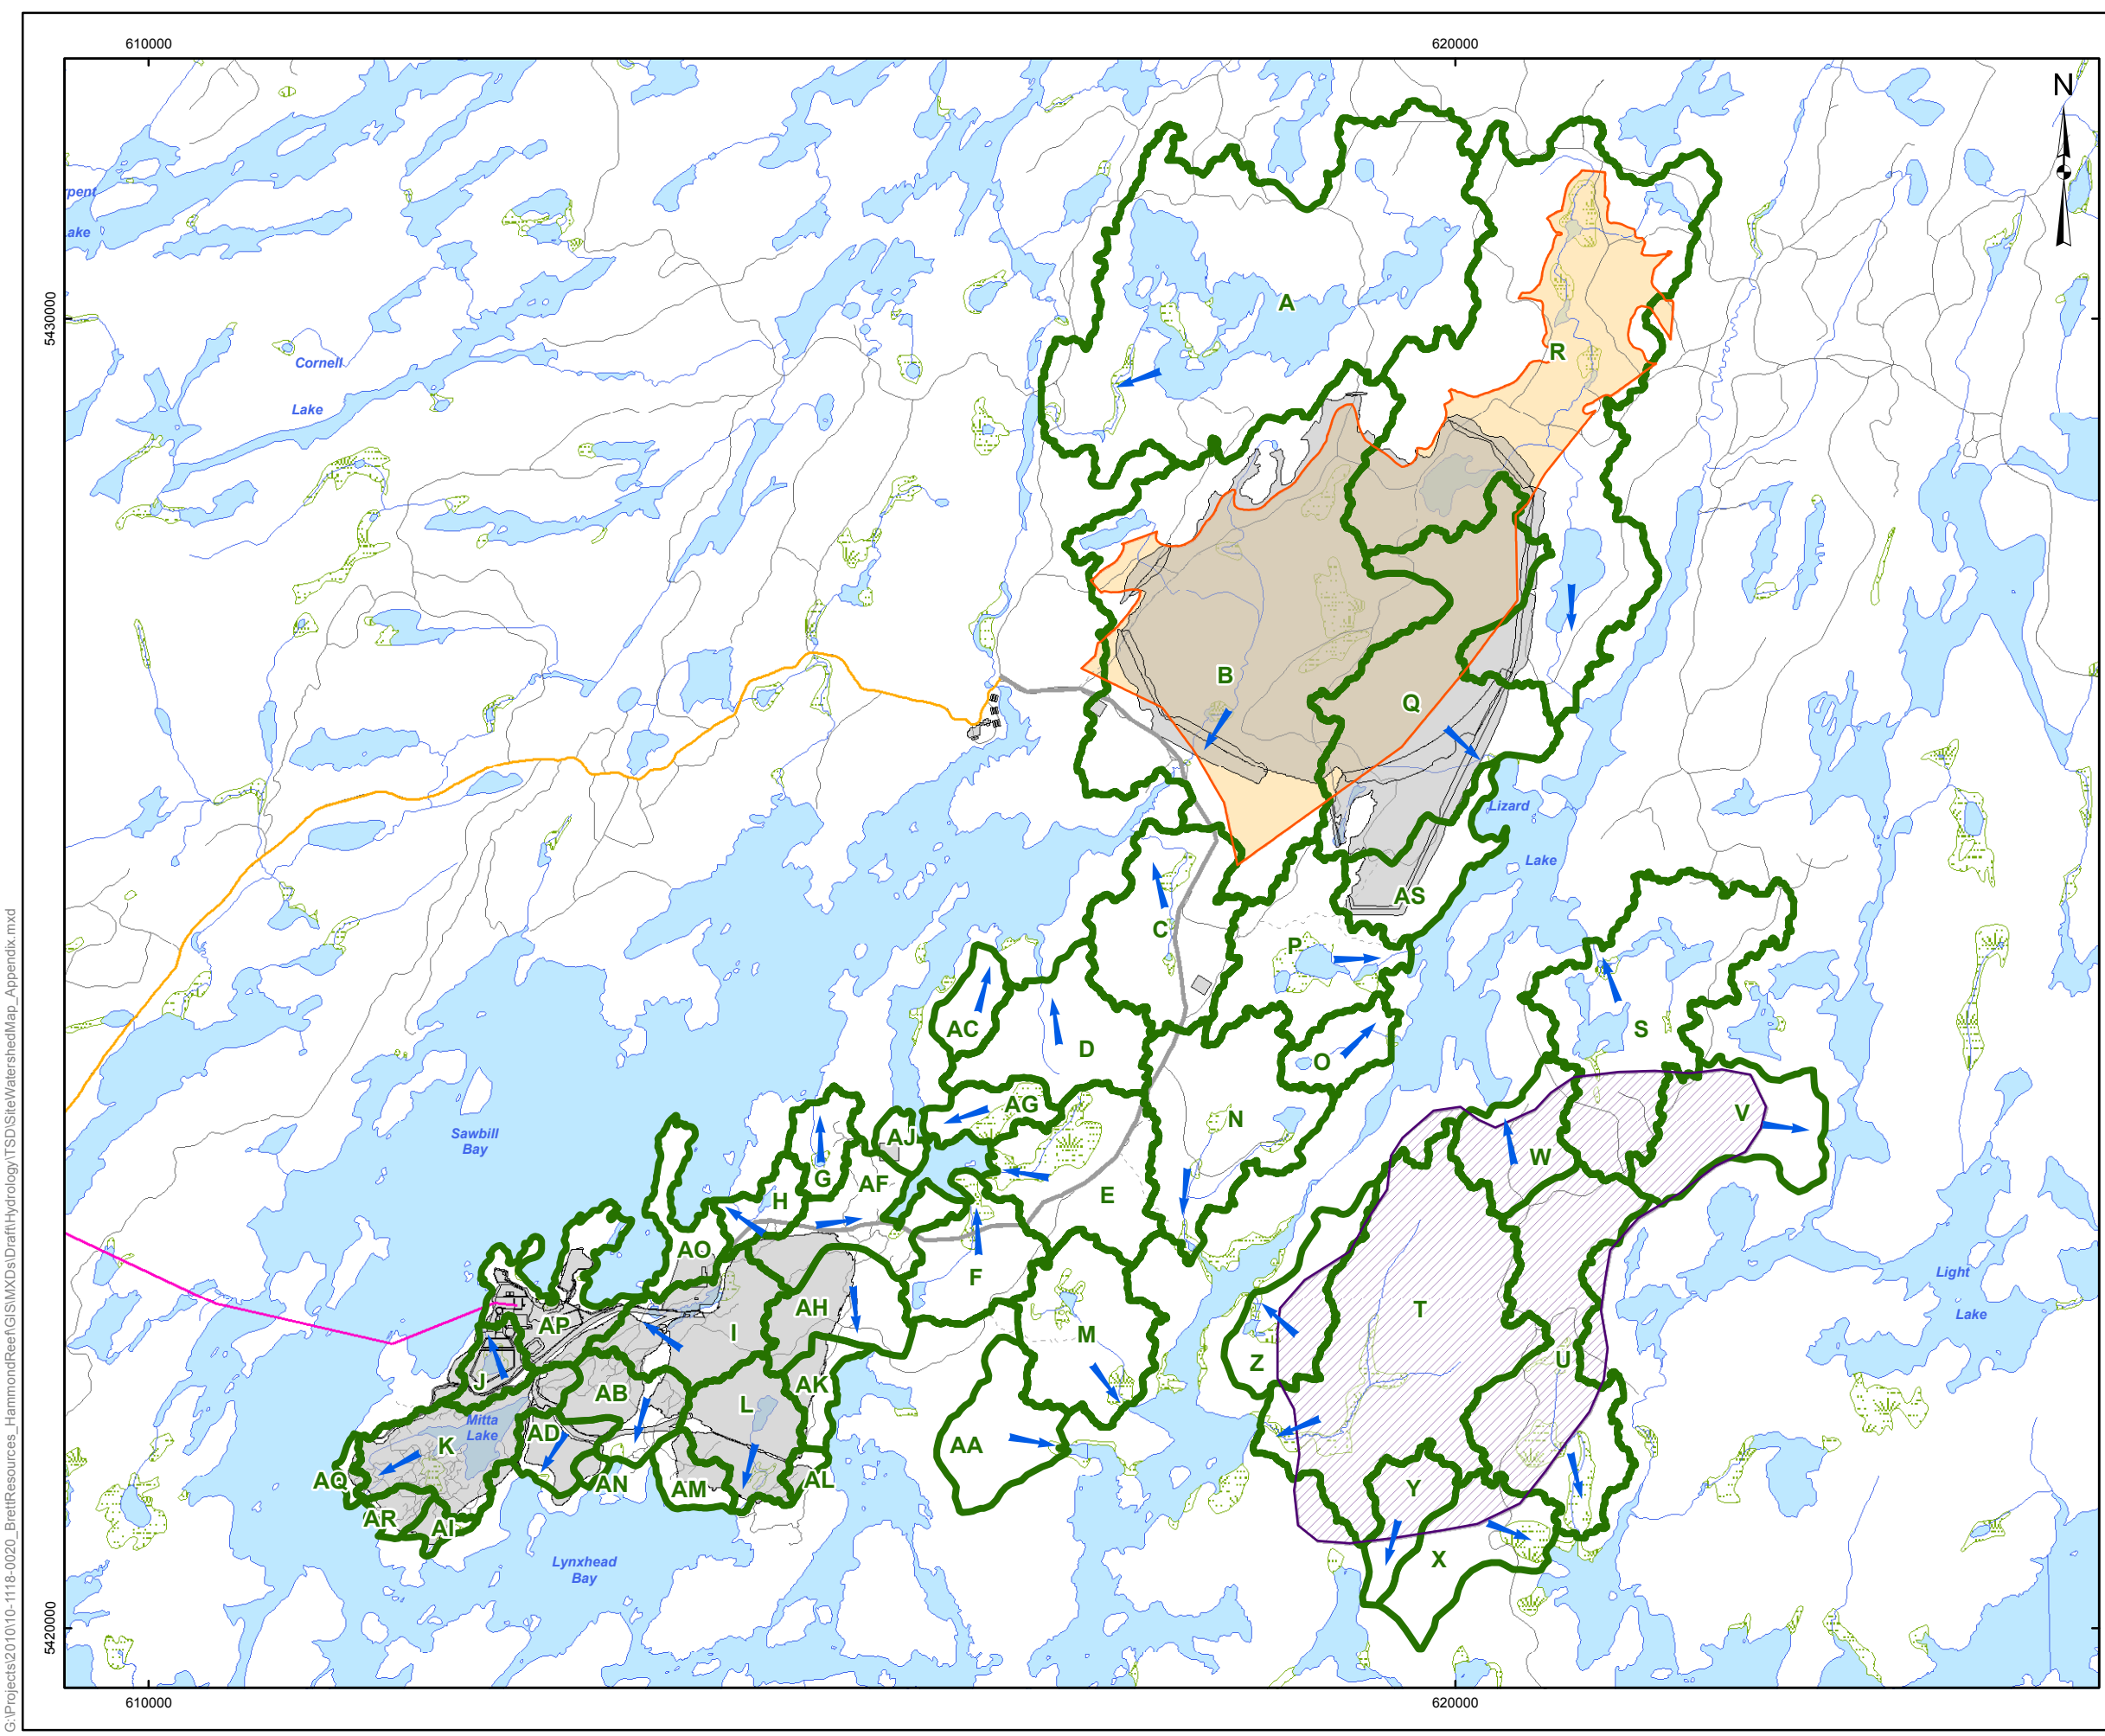 610000
620000
N
rpent
ake
A
5430000
R
Cornell
Lake
B
Q
Lizard
Lake
AS
C
P
AC
D
S
O
AG
V
N
Sawbill
Bay
AJ
W
G
AF
H
E
AO
F
Light
Lake
AH
T
AP
I
M
Z
U
J
AK
AB
L
Mitta
Lake
AD
K
AA
AQ
AN
AM
AL
Y
AR
AI
X
Lynxhead
Bay
5420000
610000
620000
G:\Projects\2010\10-1118-0020_BrettResources_HammondReef\GIS\MXDs\Draft\Hydrology\TSD\SiteWatershedMap_Appendix.mxd